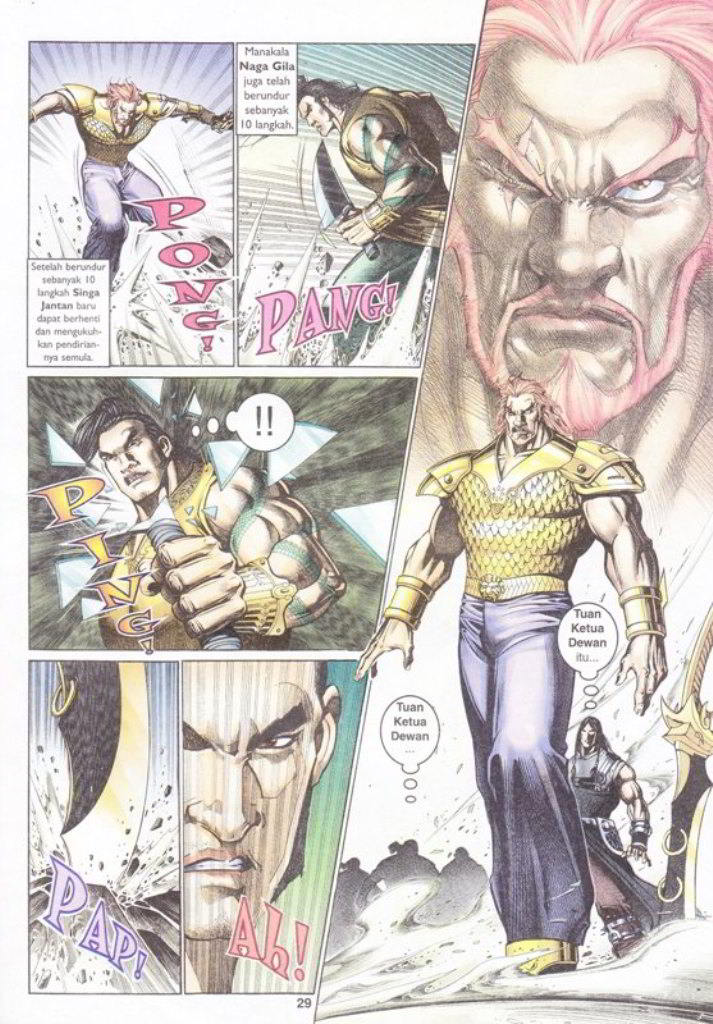 Setelah berundur
sebanyak 10
langkah Singa
Jantan baru
dapat berhenti
dan mengukuh-
kan pendirian-
nya semula.
PONG!
Manakala
Naga Gila
juga telah
berundur
sebanyak
10 langkah.
PANG!
!!
PING!
PAP!
Ah!
Tuan
Ketua
Dewan
itu...
Tuan
Ketua
Dewan
...
29